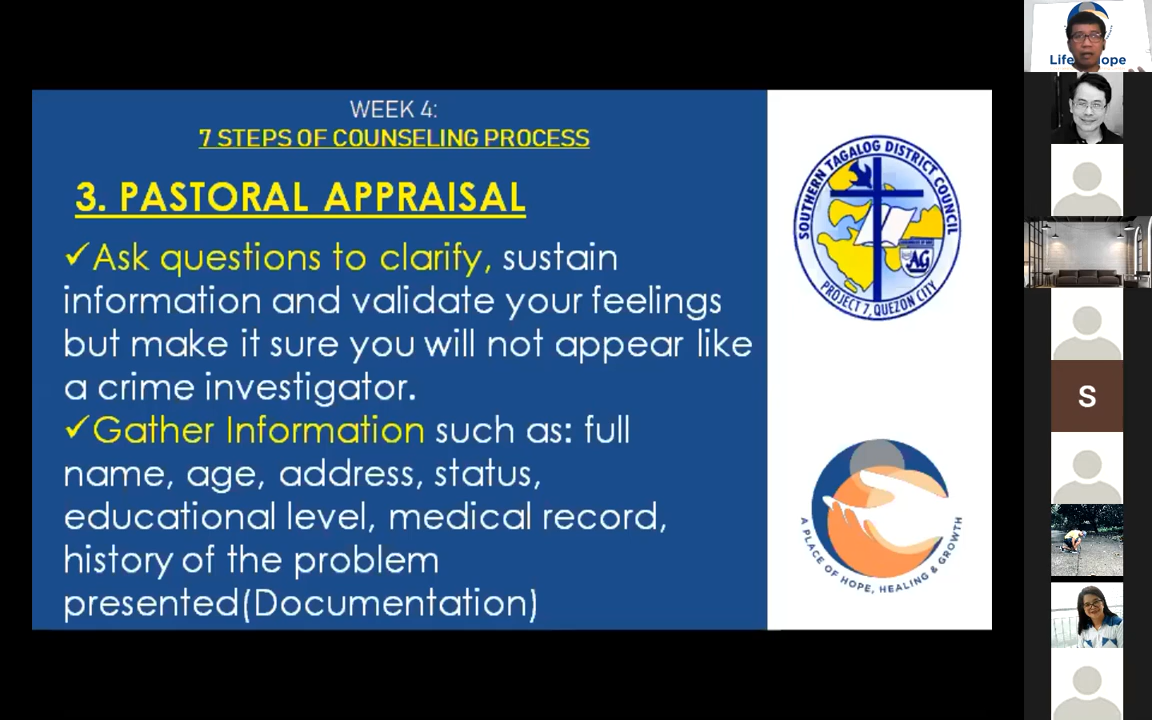 WEEK 4:
7 STEPS OF COUNSELING PROCESS
3. PASTORAL APPRAISAL
✓Ask questions to clarify, sustain
information and validate your feelings
but make it sure you will not appear like
a crime investigator.
✓Gather Information such as: full
name, age, address, status,
educational level, medical record,
history of the problem
presented(Documentation)
SOUTHERN TAGALOG DISTRICT COUNCIL
AG
PROJECT 7, QUEZON CITY
A PLACE OF HOPE, HEALING & GROWTH
S